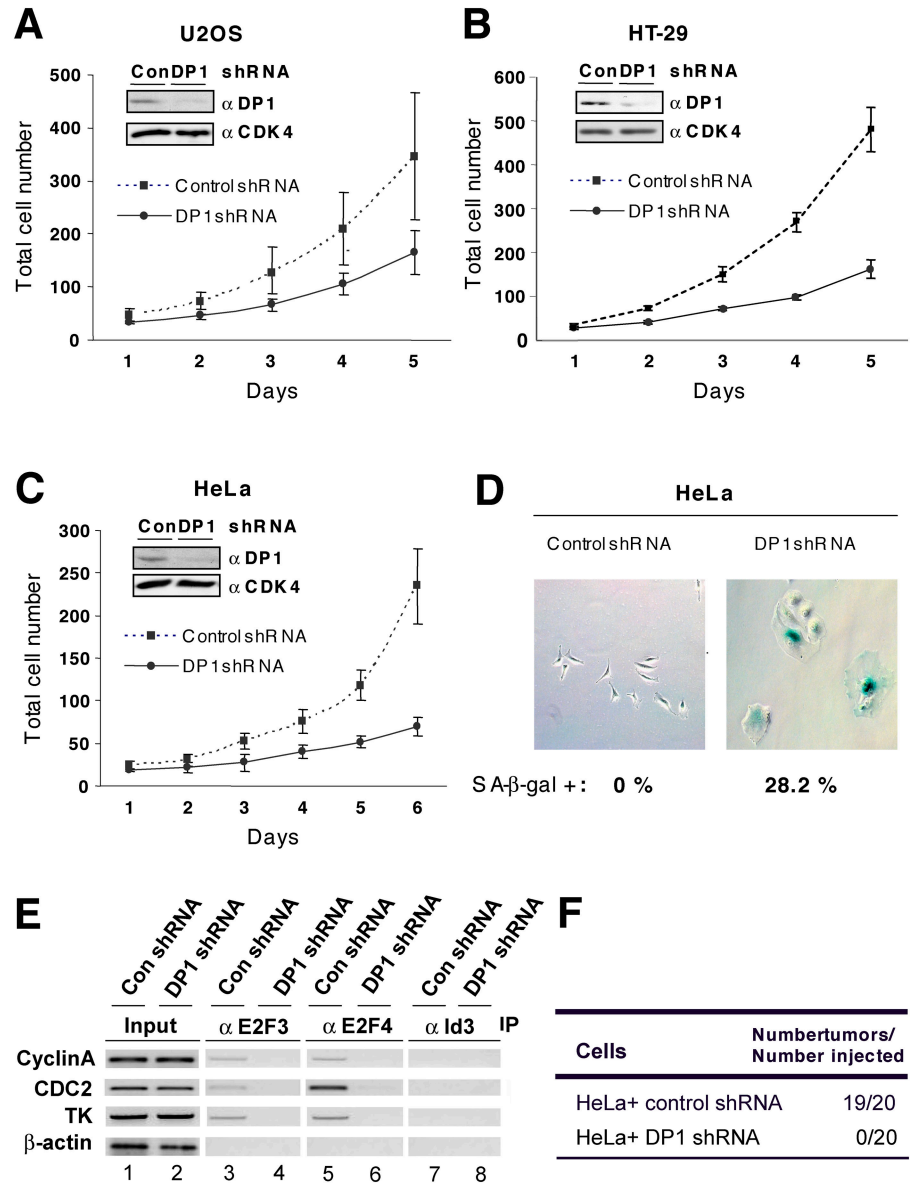 A
U2OS
Total cell number
500
400
300
200
100
0
Con DP1 shRNA
α DP1
α CDK4
Control shRNA
DP1 shRNA
1 2 3 4 5
Days
B
HT-29
Total cell number
600
500
400
300
200
100
0
Con DP1 shRNA
α DP1
α CDK4
Control shRNA
DP1 shRNA
1 2 3 4 5
Days
C
HeLa
Total cell number
300
250
200
150
100
50
0
Con DP1 shRNA
α DP1
α CDK4
Control shRNA
DP1 shRNA
1 2 3 4 5 6
Days
D
HeLa
Control shRNA DP1 shRNA
SA-β-gal +: 0 % 28.2 %
E
Con shRNA DP1 shRNA Con shRNA DP1 shRNA Con shRNA DP1 shRNA Con shRNA DP1 shRNA
Input α E2F3 α E2F4 α Id3 IP
CyclinA
CDC2
TK
β-actin
1 2 3 4 5 6 7 8
F
Cells Numbertumors/
Number injected
HeLa+ control shRNA 19/20
HeLa+ DP1 shRNA 0/20